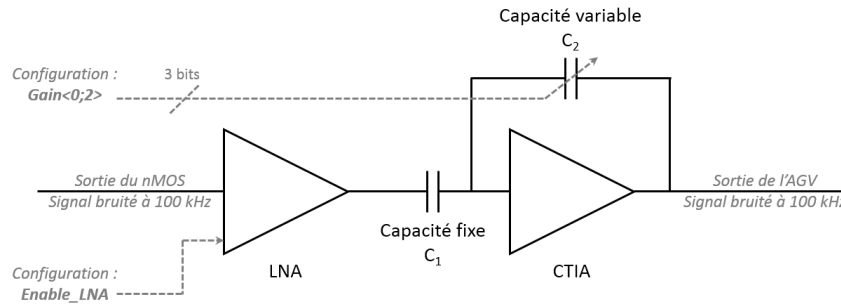 Capacité variable
C2
Configuration :
Gain<0;2>
3 bits
Sortie du nMOS
Signal bruité à 100 kHz
Sortie de l'AGV
Signal bruité à 100 kHz
Capacité fixe
C1
LNA
CTIA
Configuration :
Enable_LNA